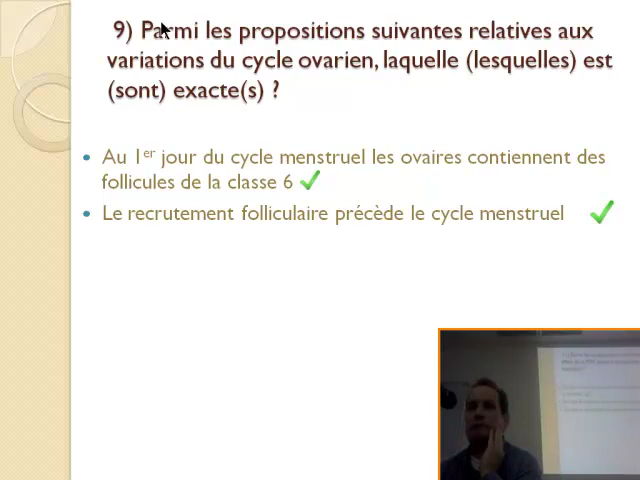 9) Parmi les propositions suivantes relatives aux
variations du cycle ovarien, laquelle (lesquelles) est
(sont) exacte(s) ?
• Au 1er jour du cycle menstruel les ovaires contiennent des
follicules de la classe 6
• Le recrutement folliculaire précède le cycle menstruel